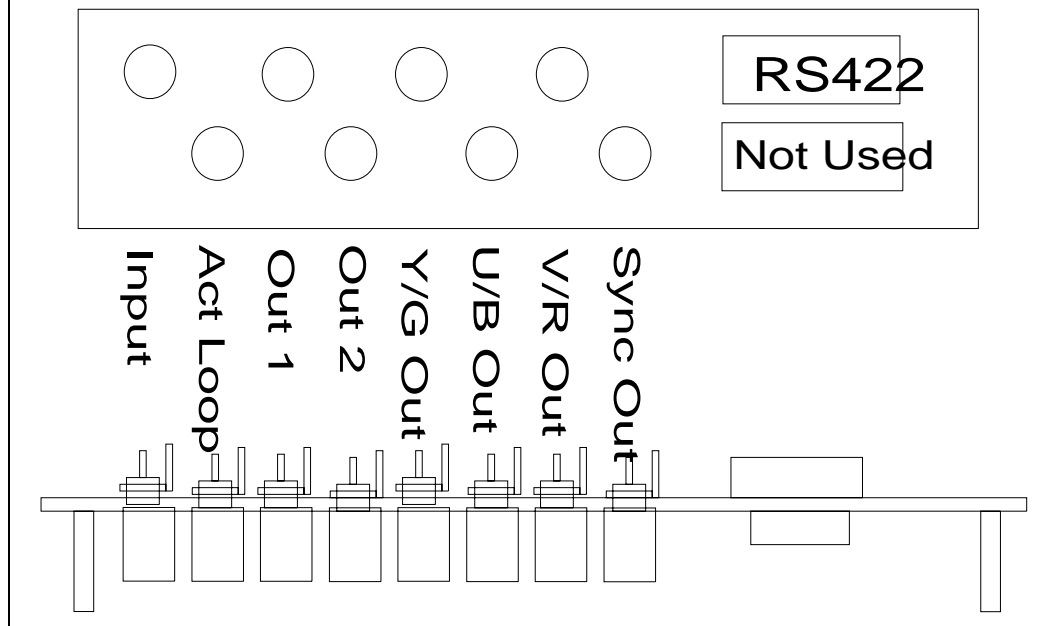 RS422
Not Used
Input
Act Loop
Out 1
Out 2
Y/G Out
U/B Out
V/R Out
Sync Out